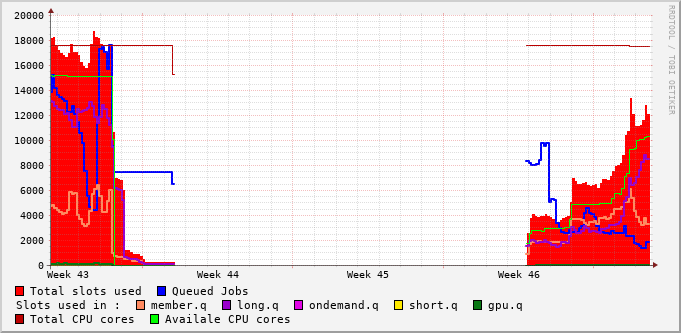 RRDTOOL / TOBI OETIKER
20000
18000
16000
14000
12000
10000
8000
6000
4000
2000
0
Week 43 Week 44 Week 45 Week 46
Total slots used Queued Jobs
Slots used in : member.q long.q ondemand.q short.q gpu.q
Total CPU cores Availale CPU cores